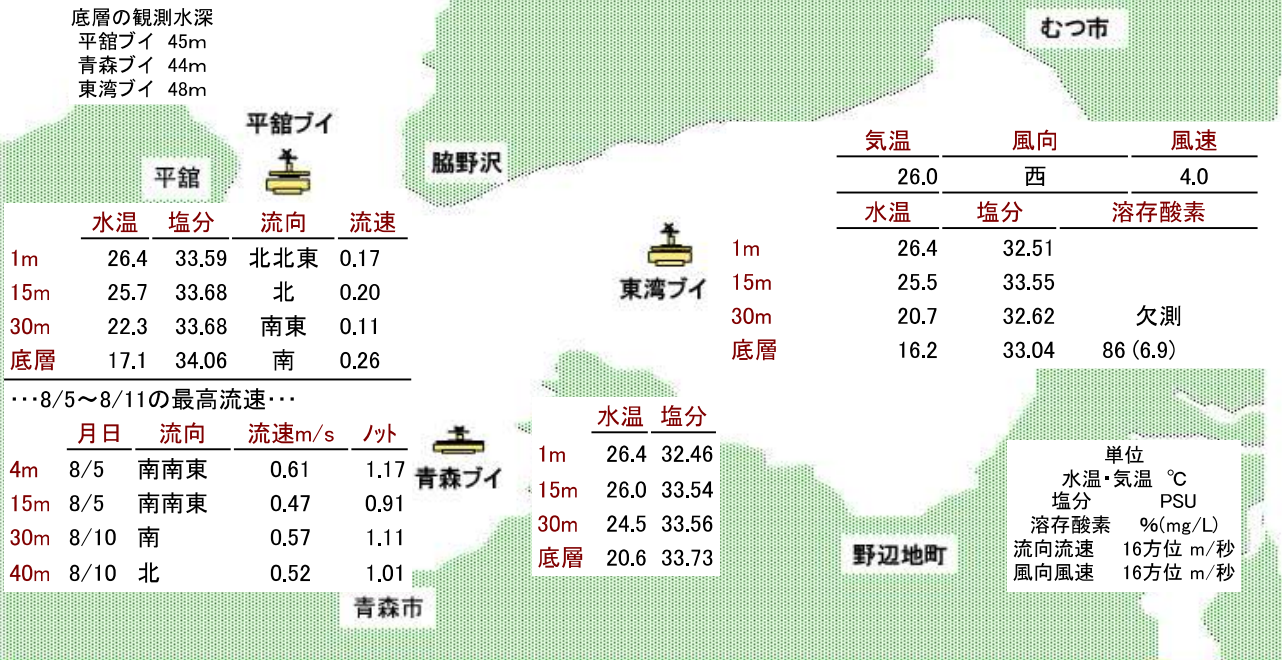 底層の観測水深
平舘ブイ 45m
青森ブイ 44m
東湾ブイ 48m
むつ市
平舘ブイ
脇野沢
平舘
気温 風向 風速
26.0 西 4.0
水温 塩分 溶存酸素
1m 26.4 32.51
15m 25.5 33.55
30m 20.7 32.62 欠測
底層 16.2 33.04 86 (6.9)
東湾ブイ
水温 塩分 流向 流速
1m 26.4 33.59 北北東 0.17
15m 25.7 33.68 北 0.20
30m 22.3 33.68 南東 0.11
底層 17.1 34.06 南 0.26
…8/5～8/11の最高流速…
月日 流向 流速m/s ノット
4m 8/5 南南東 0.61 1.17
15m 8/5 南南東 0.47 0.91
30m 8/10 南 0.57 1.11
40m 8/10 北 0.52 1.01
青森ブイ
水温 塩分
1m 26.4 32.46
15m 26.0 33.54
30m 24.5 33.56
底層 20.6 33.73
単位
水温・気温 ℃
塩分 PSU
溶存酸素 %(mg/L)
流向流速 16方位 m/秒
風向風速 16方位 m/秒
野辺地町
青森市